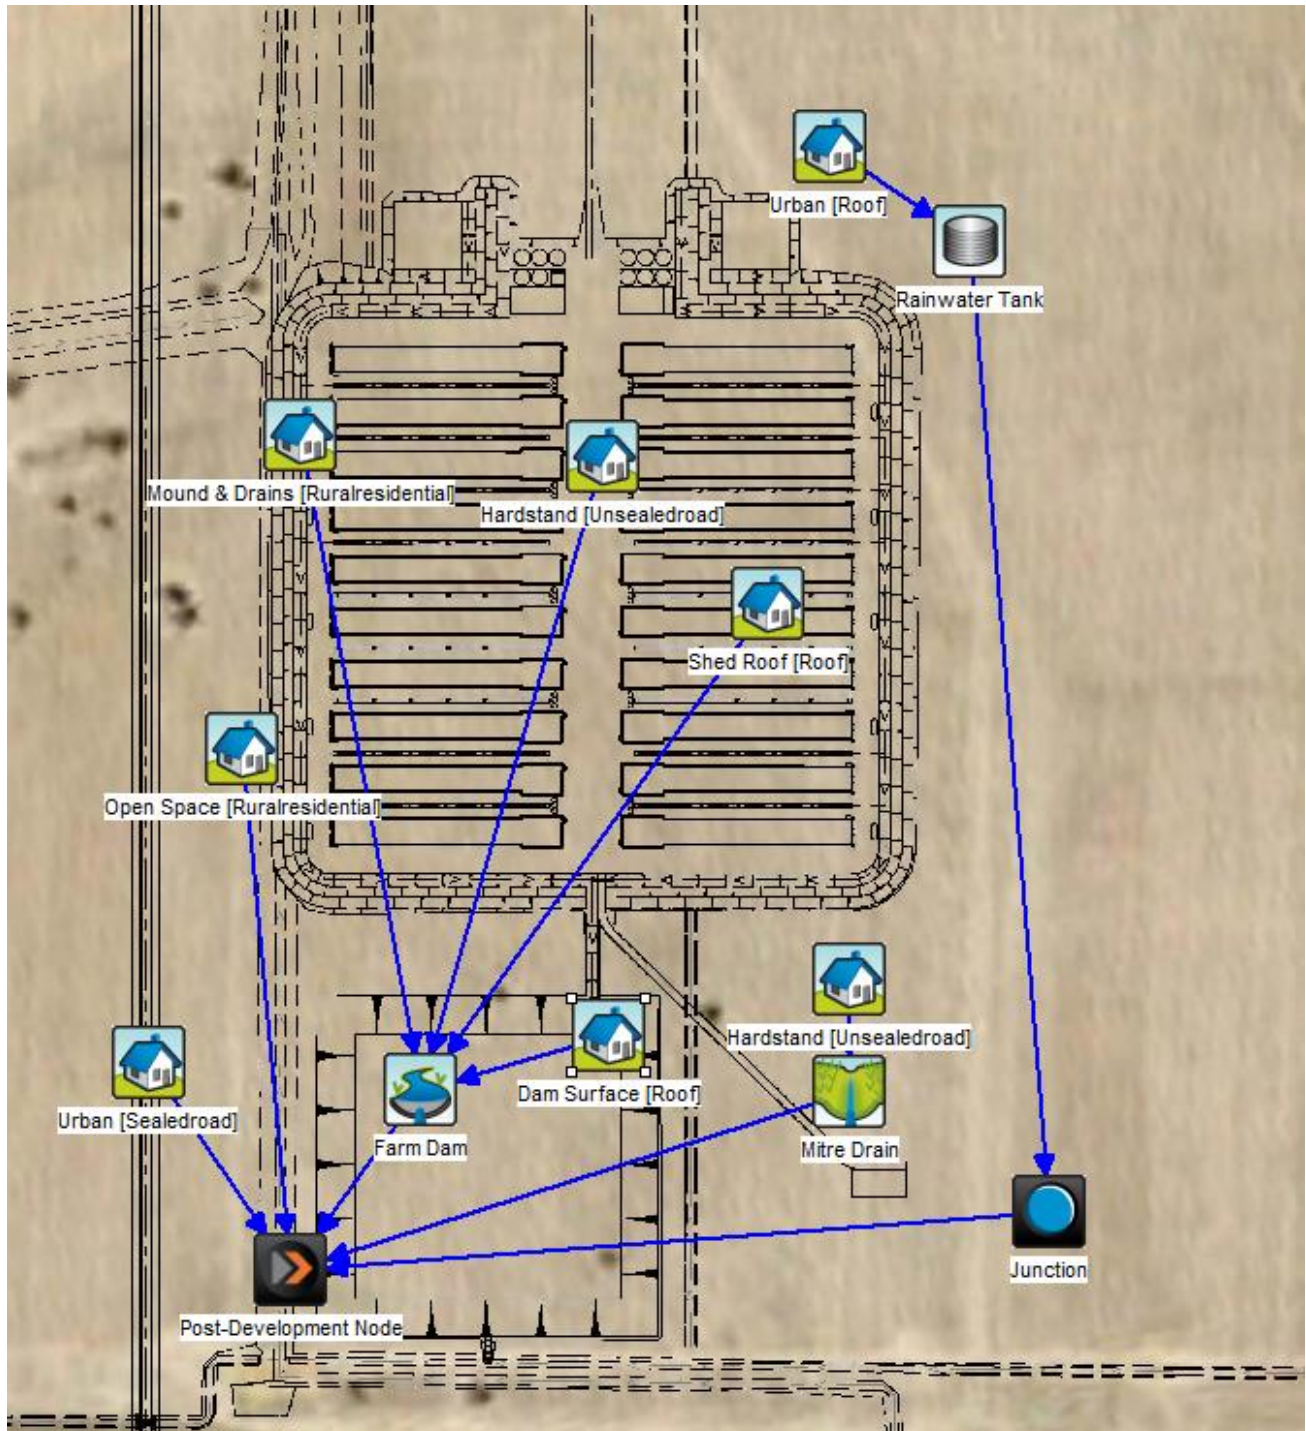 Urban [Roof]
Rainwater Tank
Mound & Drains [Ruralresidential]
Hardstand [Unsealedroad]
Shed Roof [Roof]
Open Space [Ruralresidential]
Hardstand [Unsealedroad]
Dam Surface [Roof]
Urban [Sealedroad]
Farm Dam
Mitre Drain
Junction
Post-Development Node